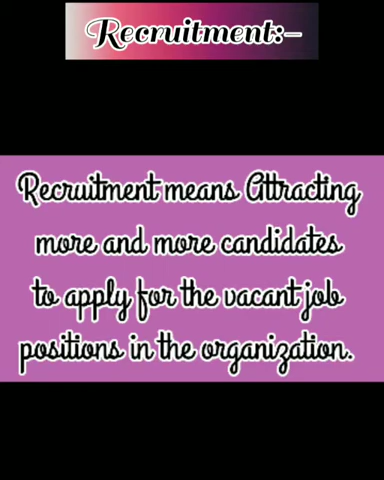 Recruitment:-
Recruitment means Attracting
more and more candidates
to apply for the vacant job
positions in the organization.